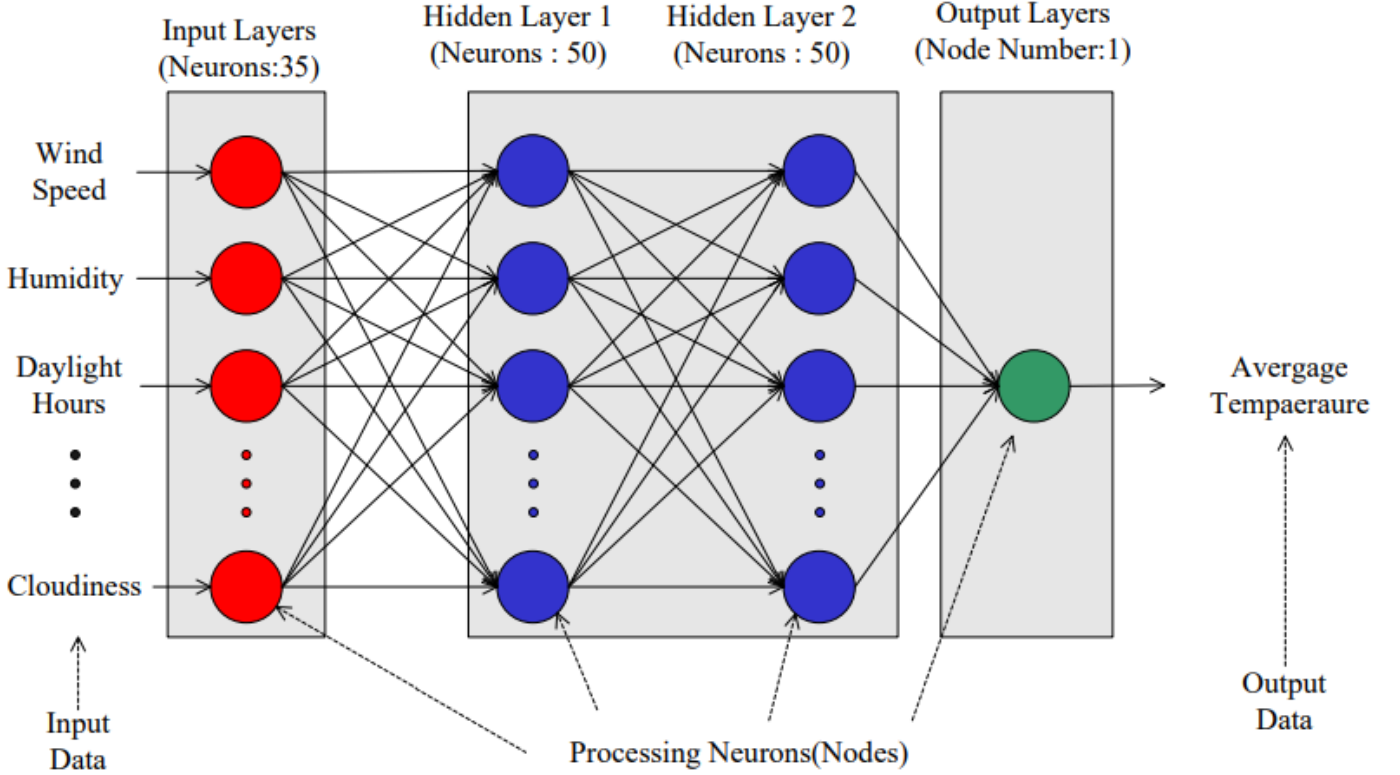 Input Layers
(Neurons:35)
Hidden Layer 1
(Neurons : 50)
Hidden Layer 2
(Neurons : 50)
Output Layers
(Node Number:1)
Wind
Speed
Humidity
Daylight
Hours
Cloudiness
Input
Data
Processing Neurons(Nodes)
Avergage
Tempaeraure
Output
Data